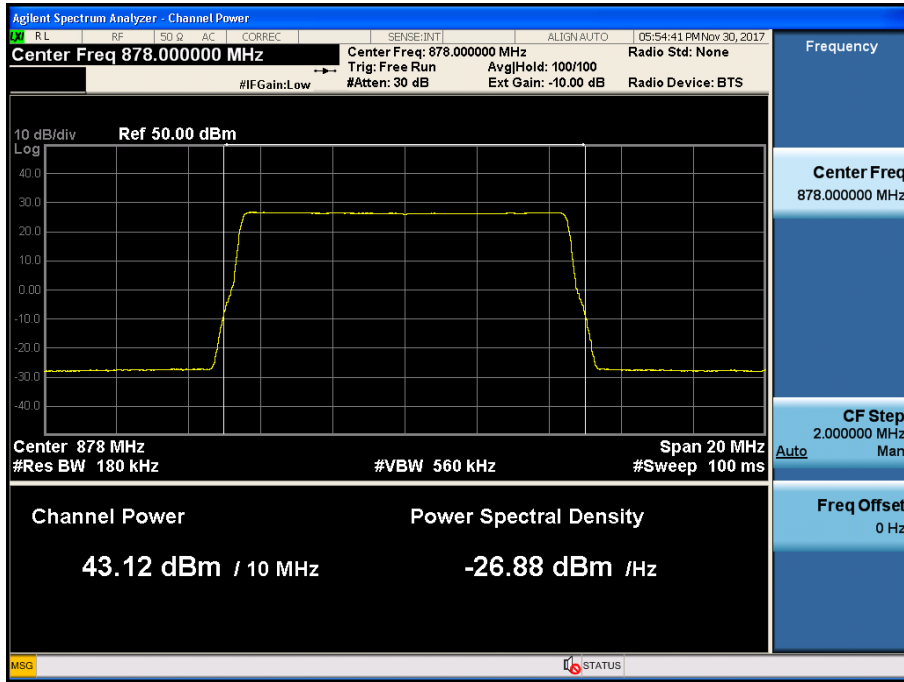 Agilent Spectrum Analyzer - Channel Power
LXI RL RF 50 Ω AC CORREC SENSE:INT ALIGN AUTO 05:54:41 PM Nov 30, 2017
Center Freq 878.000000 MHz
Center Freq: 878.000000 MHz Radio Std: None
Trig: Free Run Avg|Hold: 100/100
#IFGain:Low #Atten: 30 dB Ext Gain: -10.00 dB Radio Device: BTS
10 dB/div Ref 50.00 dBm
Log
40.0
30.0
20.0
10.0
0.00
-10.0
-20.0
-30.0
-40.0
Center 878 MHz Span 20 MHz
#Res BW 180 kHz #VBW 560 kHz #Sweep 100 ms
Channel Power Power Spectral Density
43.12 dBm / 10 MHz -26.88 dBm /Hz
MSG STATUS
Frequency
Center Freq
878.000000 MHz
CF Step
2.000000 MHz
Auto Man
Freq Offset
0 Hz